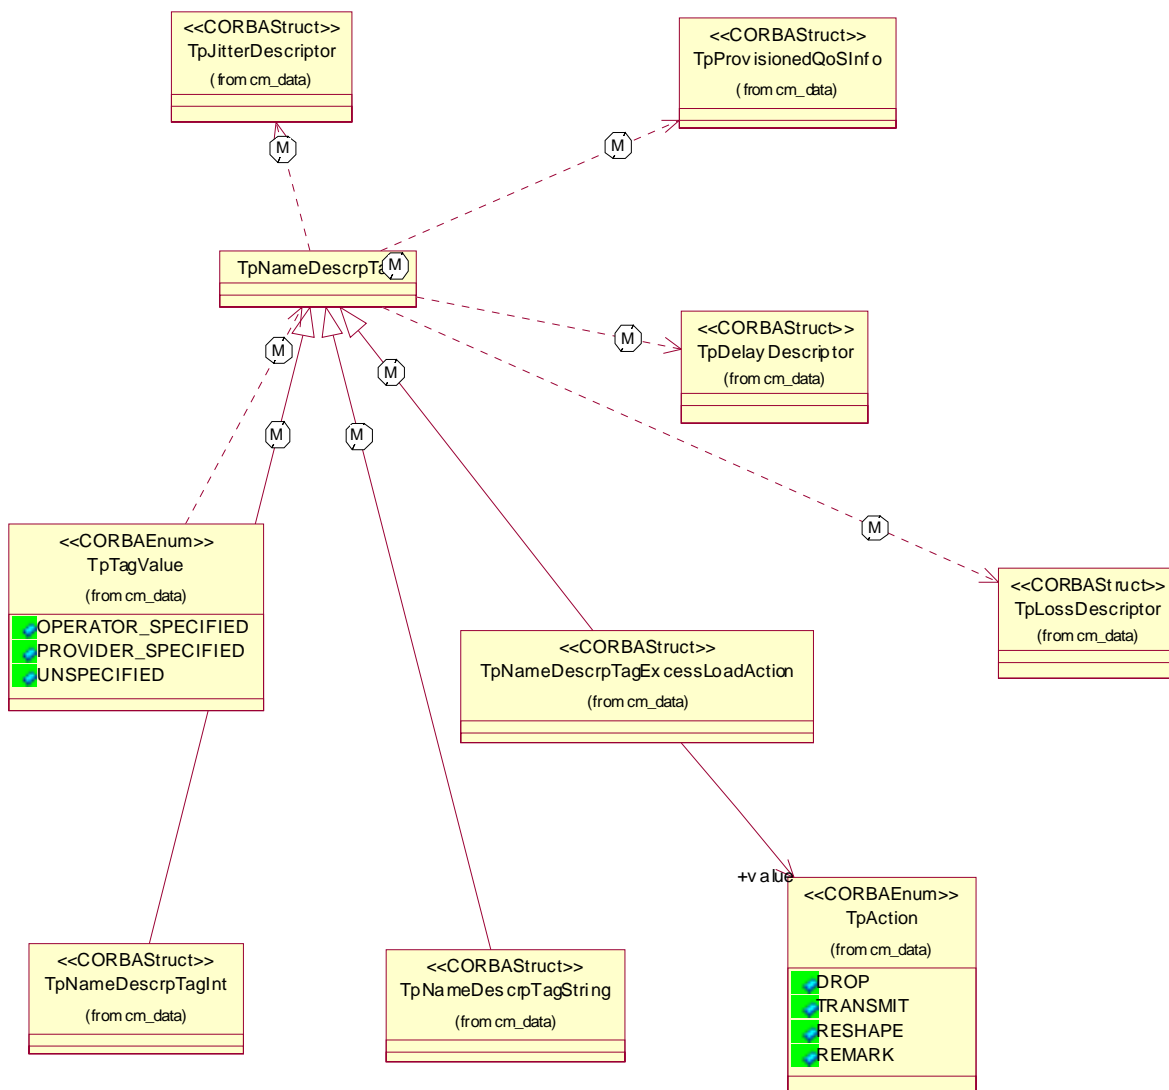 <<CORBAStruct>>
TpJitterDescriptor
(from cm_data)
<<CORBAStruct>>
TpProvisionedQoSInfo
(from cm_data)
M
M
TpNameDescrpTa
M
<<CORBAStruct>>
TpDelayDescriptor
(from cm_data)
M
M
M
M
M
<<CORBAEnum>>
TpTagValue
(from cm_data)
OPERATOR_SPECIFIED
PROVIDER_SPECIFIED
UNSPECIFIED
M
<<CORBAStruct>>
TpLossDescriptor
(from cm_data)
<<CORBAStruct>>
TpNameDescrpTagExcessLoadAction
(from cm_data)
+value
<<CORBAEnum>>
TpAction
(from cm_data)
DROP
TRANSMIT
RESHAPE
REMARK
<<CORBAStruct>>
TpNameDescrpTagInt
(from cm_data)
<<CORBAStruct>>
TpNameDescrpTagString
(from cm_data)